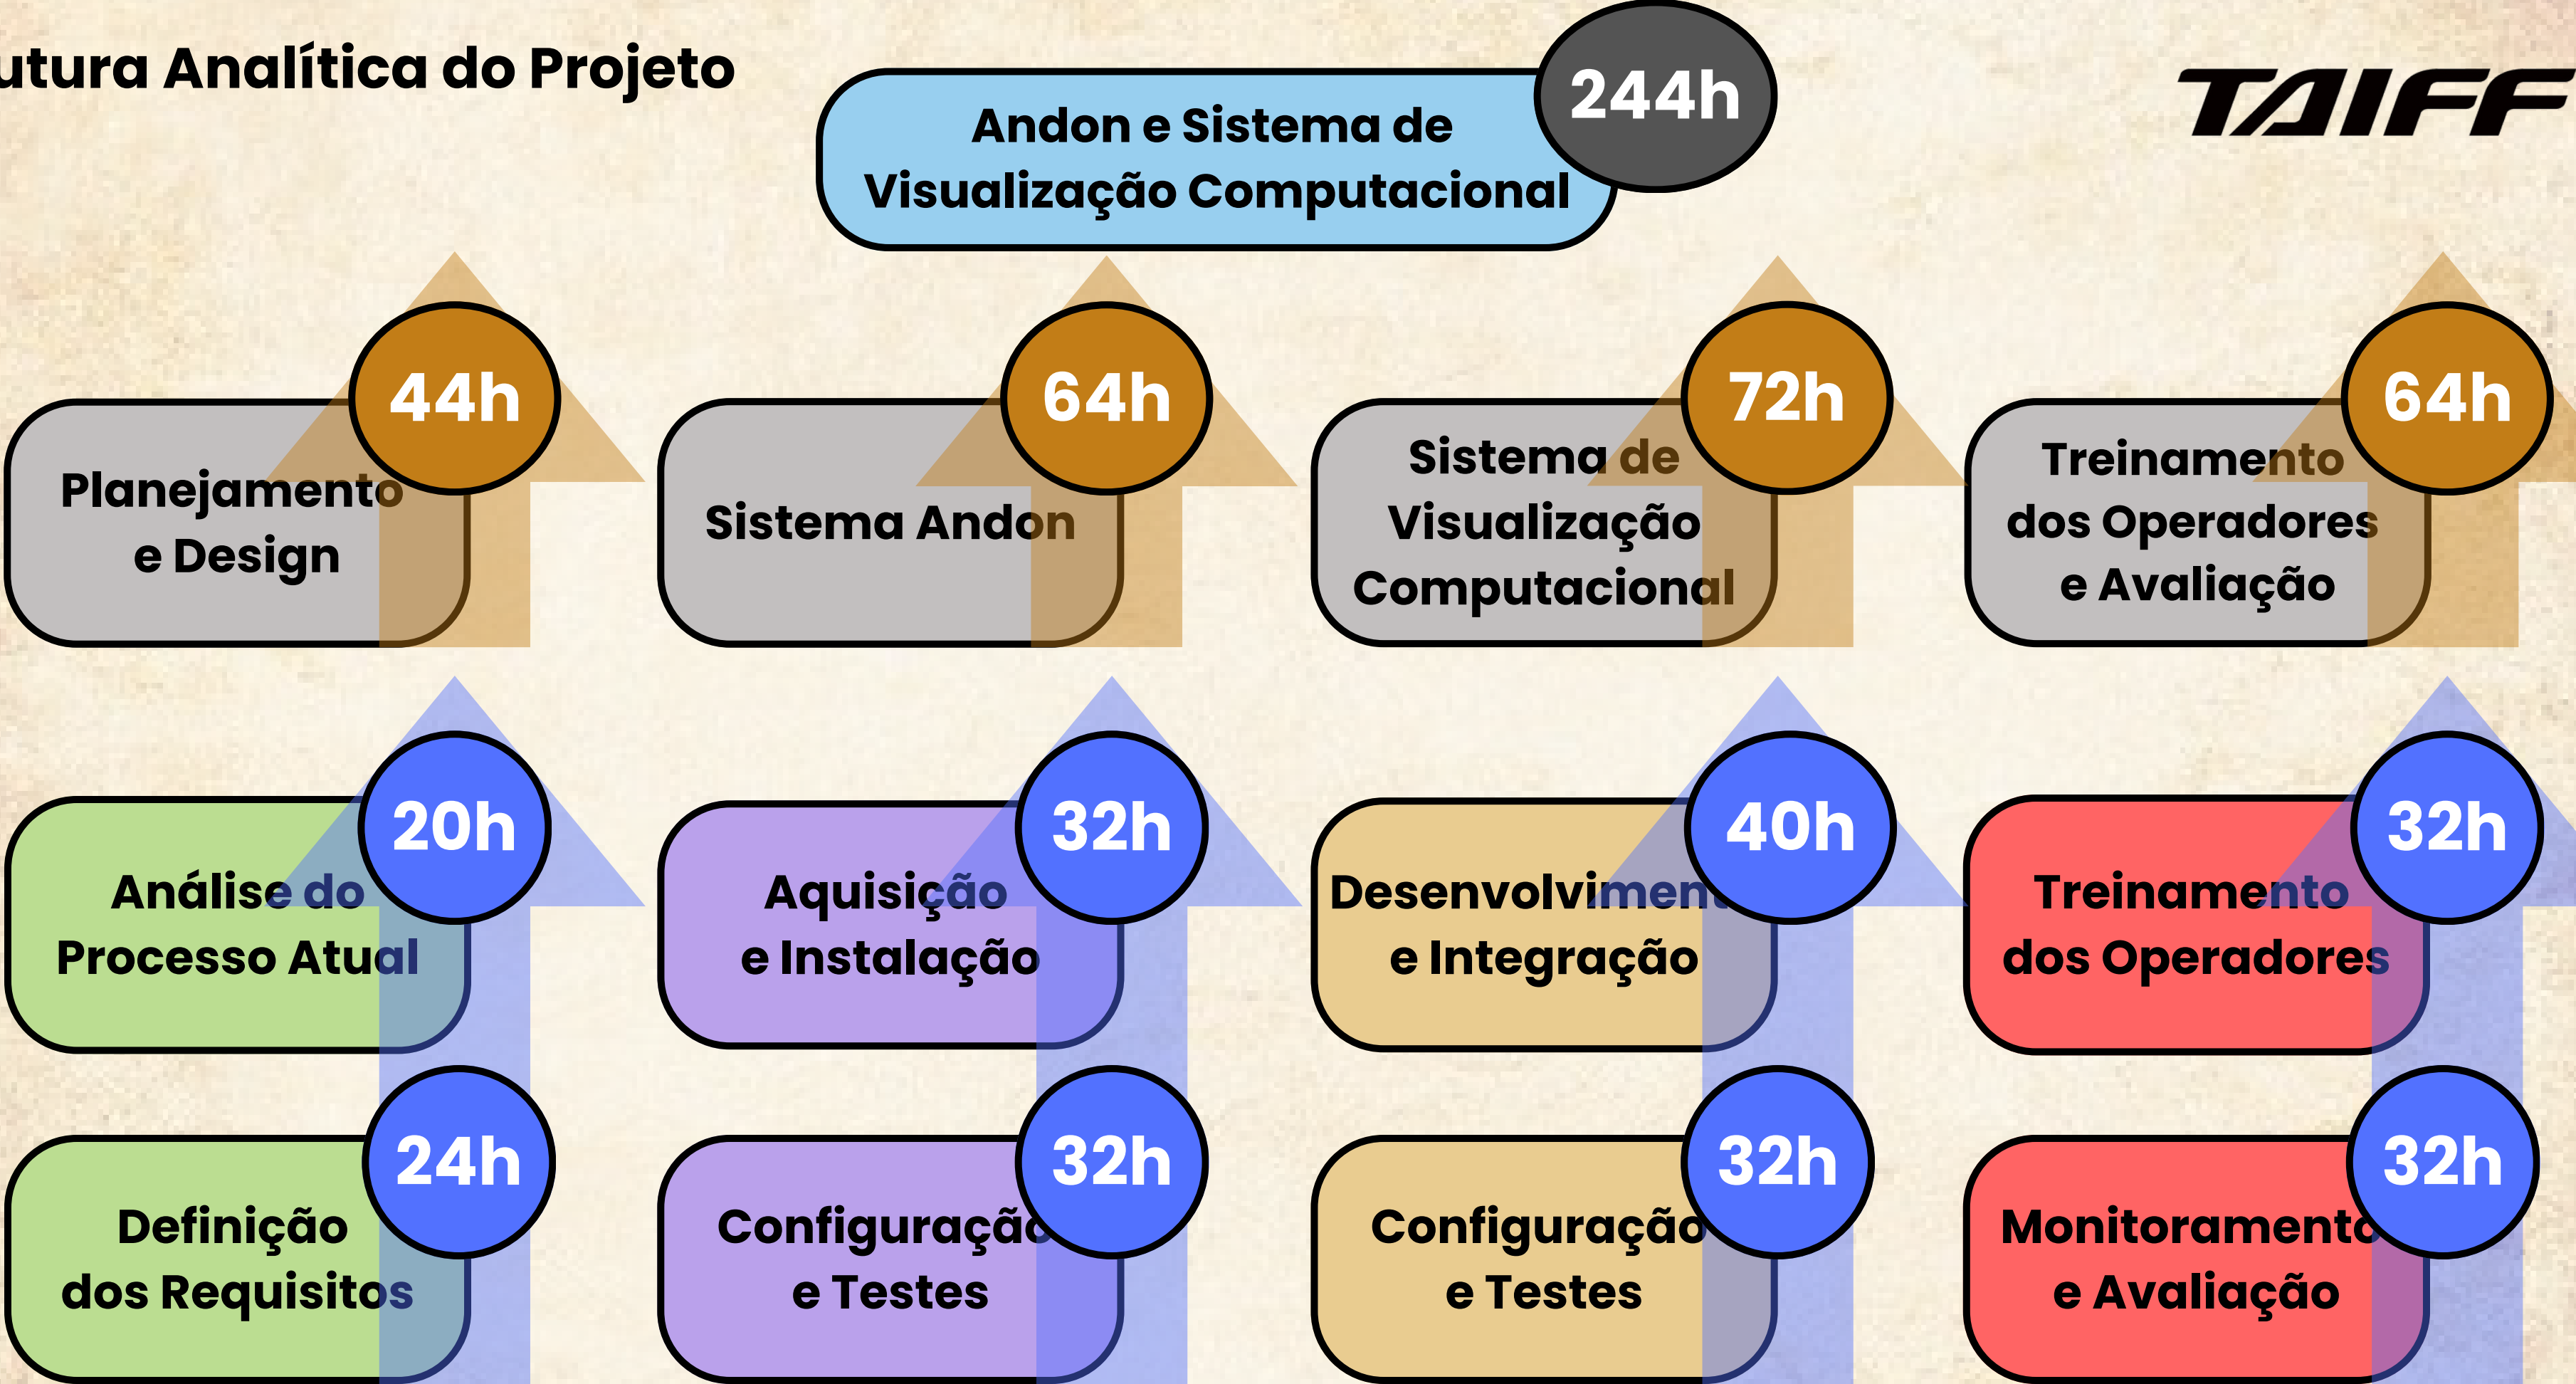 utura Analítica do Projeto
244h
TAIFF
Andon e Sistema de
Visualização Computacional
44h
64h
72h
64h
Planejamento
e Design
Sistema Andon
Sistema de
Visualização
Computacional
Treinamento
dos Operadores
e Avaliação
20h
32h
40h
32h
Análise do
Processo Atual
Aquisição
e Instalação
Desenvolviment
e Integração
Treinamento
dos Operadores
24h
32h
32h
32h
Definição
dos Requisitos
Configuração
e Testes
Configuração
e Testes
Monitoramento
e Avaliação